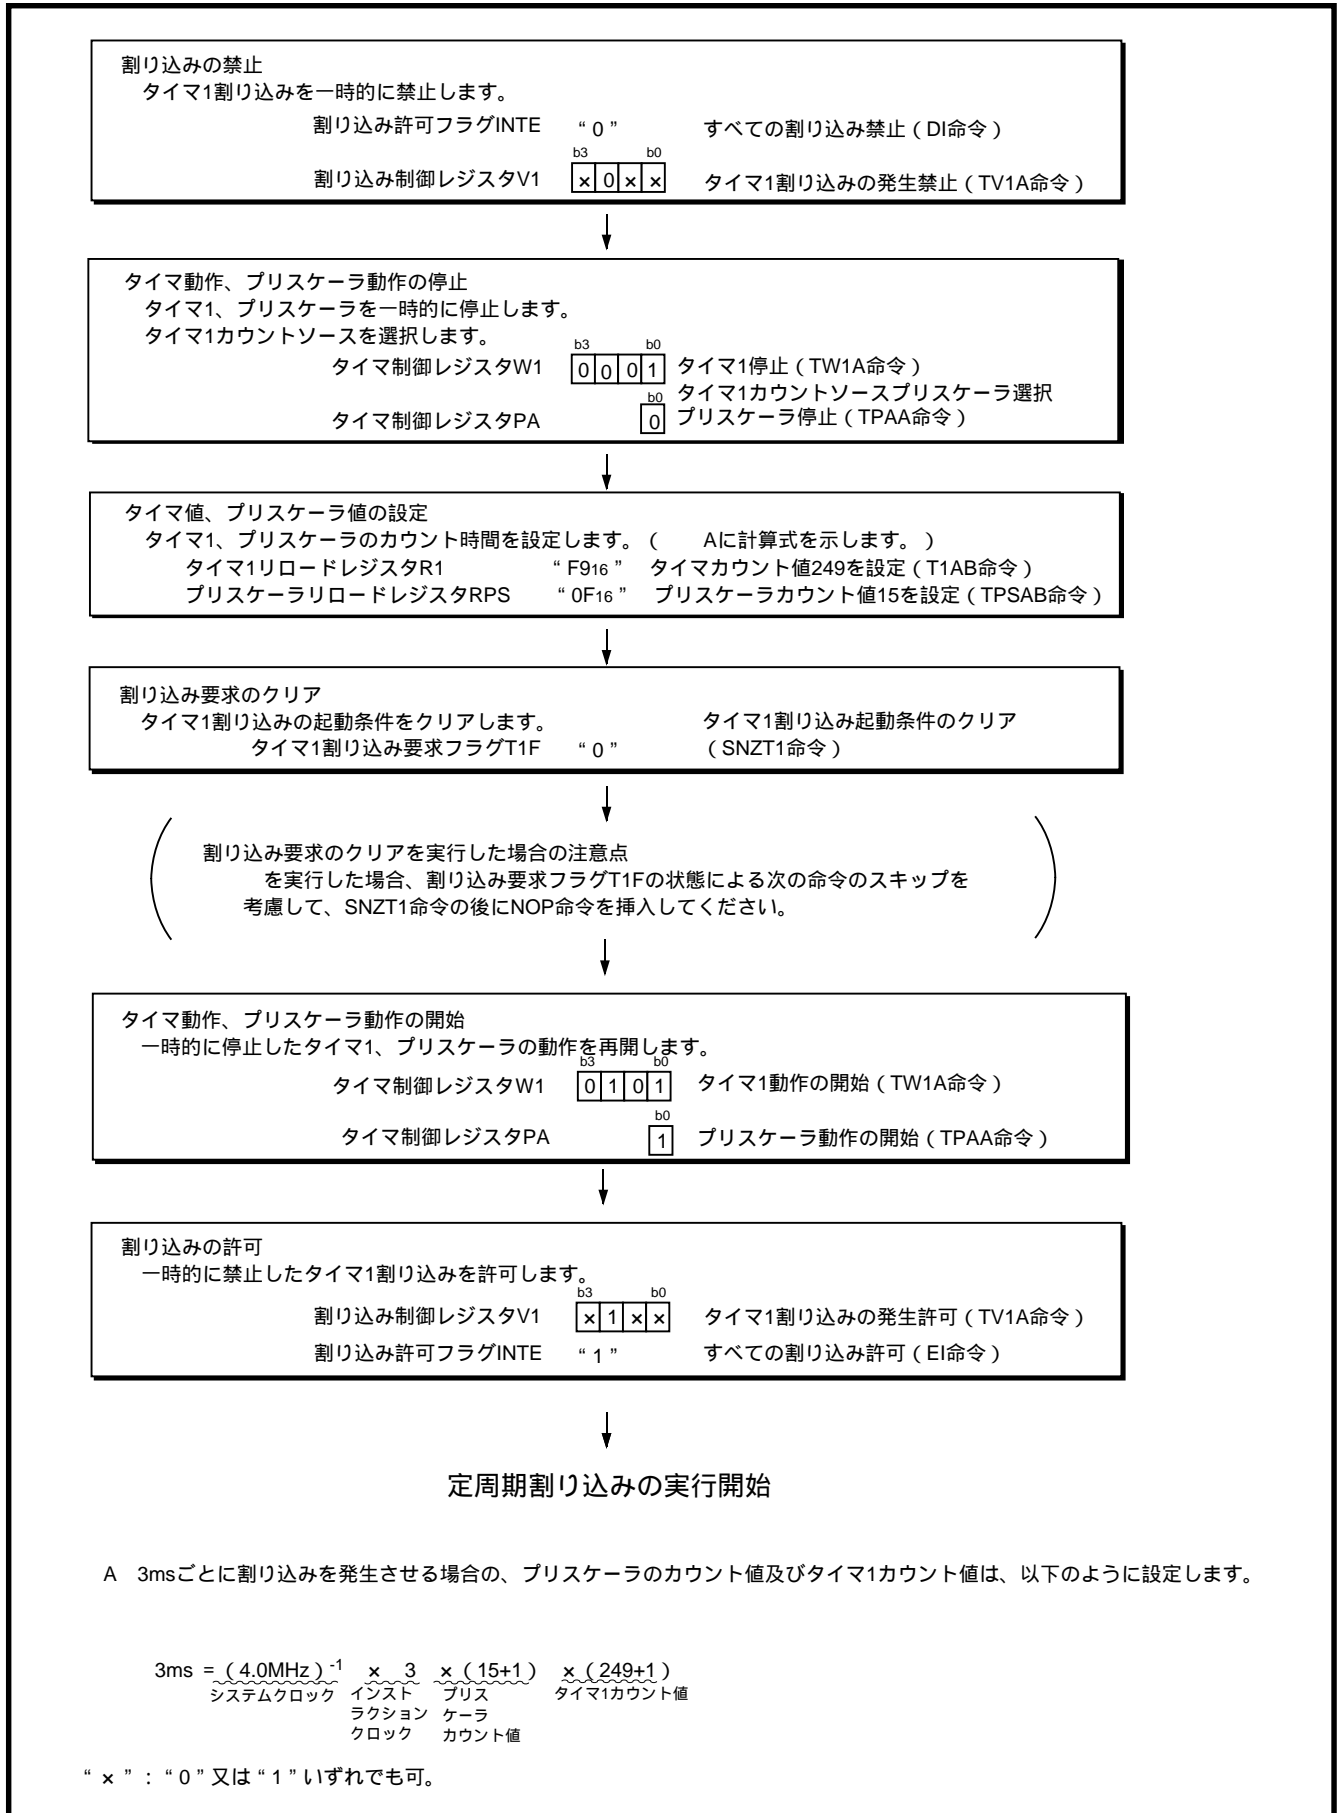 割り込みの禁止
タイマ1割り込みを一時的に禁止します。
割り込み許可フラグINTE “ 0 ” すべての割り込み禁止(DI命令)
b3 b0
割り込み制御レジスタV1 × 0 × × タイマ1割り込みの発生禁止(TV1A命令)
タイマ動作、プリスケーラ動作の停止
タイマ1、プリスケーラを一時的に停止します。
タイマ1カウントソースを選択します。
b3 b0
タイマ制御レジスタW1 0 0 0 1 タイマ1停止(TW1A命令)
タイマ1カウントソースプリスケーラ選択
b0
タイマ制御レジスタPA 0 プリスケーラ停止(TPAA命令)
タイマ値、プリスケーラ値の設定
タイマ1、プリスケーラのカウント時間を設定します。( Aに計算式を示します。)
タイマ1リロードレジスタR1 “ F916 ” タイマカウント値249を設定(T1AB命令)
プリスケーラリロードレジスタRPS “ 0F16 ” プリスケーラカウント値15を設定(TPSAB命令)
割り込み要求のクリア
タイマ1割り込みの起動条件をクリアします。 タイマ1割り込み起動条件のクリア
タイマ1割り込み要求フラグT1F “ 0 ” (SNZT1命令)
割り込み要求のクリアを実行した場合の注意点
を実行した場合、割り込み要求フラグT1Fの状態による次の命令のスキップを
考慮して、SNZT1命令の後にNOP命令を挿入してください。
タイマ動作、プリスケーラ動作の開始
一時的に停止したタイマ1、プリスケーラの動作を再開します。
b3 b0
タイマ制御レジスタW1 0 1 0 1 タイマ1動作の開始(TW1A命令)
b0
タイマ制御レジスタPA 1 プリスケーラ動作の開始(TPAA命令)
割り込みの許可
一時的に禁止したタイマ1割り込みを許可します。
b3 b0
割り込み制御レジスタV1 × 1 × × タイマ1割り込みの発生許可(TV1A命令)
割り込み許可フラグINTE “ 1 ” すべての割り込み許可(EI命令)
定周期割り込みの実行開始
A 3msごとに割り込みを発生させる場合の、プリスケーラのカウント値及びタイマ1カウント値は、以下のように設定します。
3ms =(4.0MHz)-1 × 3 ×(15+1) ×(249+1)
システムクロック インスト プリス タイマ1カウント値
ラクション ケーラ
クロック カウント値
“ × ” : “ 0 ” 又は “ 1 ” いずれでも可。